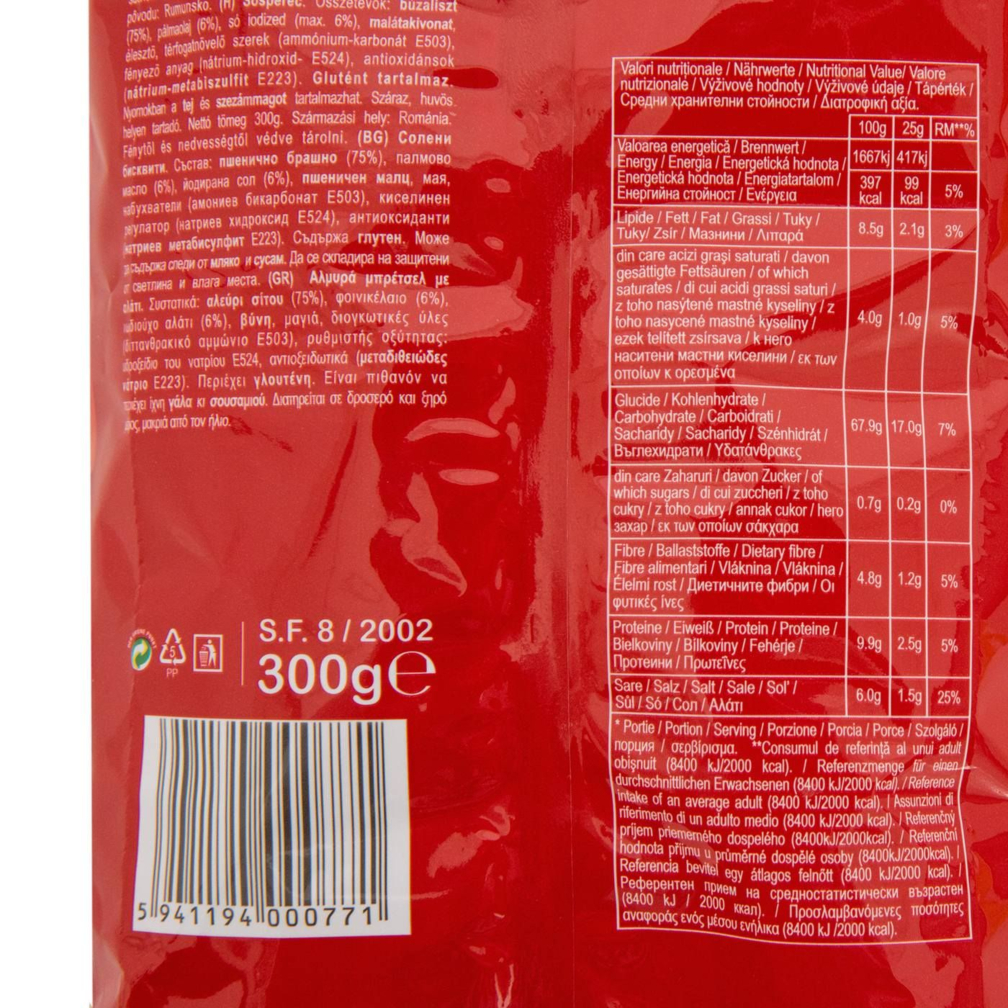 povodu: Rumunsko. (H) Sósperec. Összetevők: búzaliszt
(75%), pálmaolaj (6%), só iodized (max. 6%), malátakivonat,
élesztő, térfogatnövelő szerek (ammónium-karbonát E503),
fényező anyag (nátrium-hidroxid- E524), antioxidánsok
(nátrium-metabiszulfit E223). Glutént tartalmaz.
Nyomokban a tej és szezámmagot tartalmazhat. Száraz, huvös
helyen tartadó. Nettó tömeg 300g. Származási hely: Románia.
Fénytöl és nedvességtöl védve tárolni. (BG) Солени
бисквити. Състав: пшенично брашно (75%), палмово
масло (6%), йодирана сол (6%), пшеничен малц, мая,
набухватели (амониев бикарбонат E503), киселинен
регулатор (натриев хидроксид E524), антиоксиданти
(натриев метабисулфит E223). Съдържа глутен. Може
да съдържа следи от мляко и сусам. Да се складира на защитени
от светлина и влага места. (GR) Αλμυρά μπρέτσελ με
αλάτι. Συστατικά: αλεύρι σίτου (75%), φοινικέλαιο (6%),
ιωδιούχο αλάτι (6%), βύνη, μαγιά, διογκωτικές ύλες
(διττανθρακικό αμμώνιο E503), ρυθμιστής οξύτητας:
υδροξείδιο του νατρίου E524, αντιοξειδωτικά (μεταδιθειώδες
νάτριο E223). Περιέχει γλουτένη. Είναι πιθανόν να
περιέχει ίχνη γάλα κι σουσαμιού. Διατηρείται σε δροσερό και ξηρό
μέρος, μακριά από τον ήλιο.
5
PP
S.F. 8 / 2002
300g℮
5 941194 000771
Valori nutriționale / Nährwerte / Nutritional Value/ Valore
nutrizionale / Výživové hodnoty / Výživové údaje / Tápérték /
Средни хранителни стойности / Διατροφική άξια.
100g 25g RM**%
Valoarea energetică / Brennwert /
Energy / Energia / Energetická hodnota /
Energetická hodnota / Energiatartalom /
Енергийна стойност / Ενέργεια
1667kj 417kj
397 kcal 99 kcal 5%
Lipide / Fett / Fat / Grassi / Tuky /
Tuky/ Zsír / Мазнини / Λιπαρά
8.5g 2.1g 3%
din care acizi grași saturati / davon
gesättigte Fettsäuren / of which
saturates / di cui acidi grassi saturi /
z toho nasýtené mastné kyseliny / z
toho nasycené mastné kyseliny /
ezek telített zsírsava / к него
наситени мастни киселини / εκ των
οποίων κ ορεσμένα
4.0g 1.0g 5%
Glucide / Kohlenhydrate /
Carbohydrate / Carboidrati /
Sacharidy / Sacharidy / Szénhidrát /
Въглехидрати / Υδατάνθρακες
67.9g 17.0g 7%
din care Zaharuri / davon Zucker / of
which sugars / di cui zuccheri / z toho
cukry / z toho cukry / annak cukor / hero
захар / εκ των οποίων σάκχαρα
0.7g 0.2g 0%
Fibre / Ballaststoffe / Dietary fibre /
Fibre alimentari / Vláknina / Vláknina /
Élelmi rost / Диетичните фибри / Οι
φυτικές ίνες
4.8g 1.2g 5%
Proteine / Eiweiß / Protein / Proteine /
Bielkoviny / Bílkoviny / Fehérje /
Протеини / Πρωτεΐνες
9.9g 2.5g 5%
Sare / Salz / Salt / Sale / Sol' /
Sůl / Só / Сол / Αλάτι
6.0g 1.5g 25%
* Portie / Portion / Serving / Porzione / Porcia / Porce / Szolgáló /
порция / σερβίρισμα. **Consumul de referință al unui adult
obișnuit (8400 kJ/2000 kcal). / Referenzmenge für einen
durchschnittlichen Erwachsenen (8400 kJ/2000 kcal). / Reference
intake of an average adult (8400 kJ/2000 kcal). / Assunzioni di
riferimento di un adulto medio (8400 kJ/2000 kcal). / Referenčný
príjem priemerného dospelého (8400kJ/2000kcal). / Referenční
hodnota příjmu u průměrné dospělé osoby (8400kJ/2000kcal). /
Referencia bevitel egy átlagos felnőtt (8400 kJ/2000 kcal). /
Референтен прием на средностатистически възрастен
(8400 kJ / 2000 ккал). / Προσλαμβανόμενες ποσότητες
αναφοράς ενός μέσου ενήλικα (8400 kJ /2000 kcal).